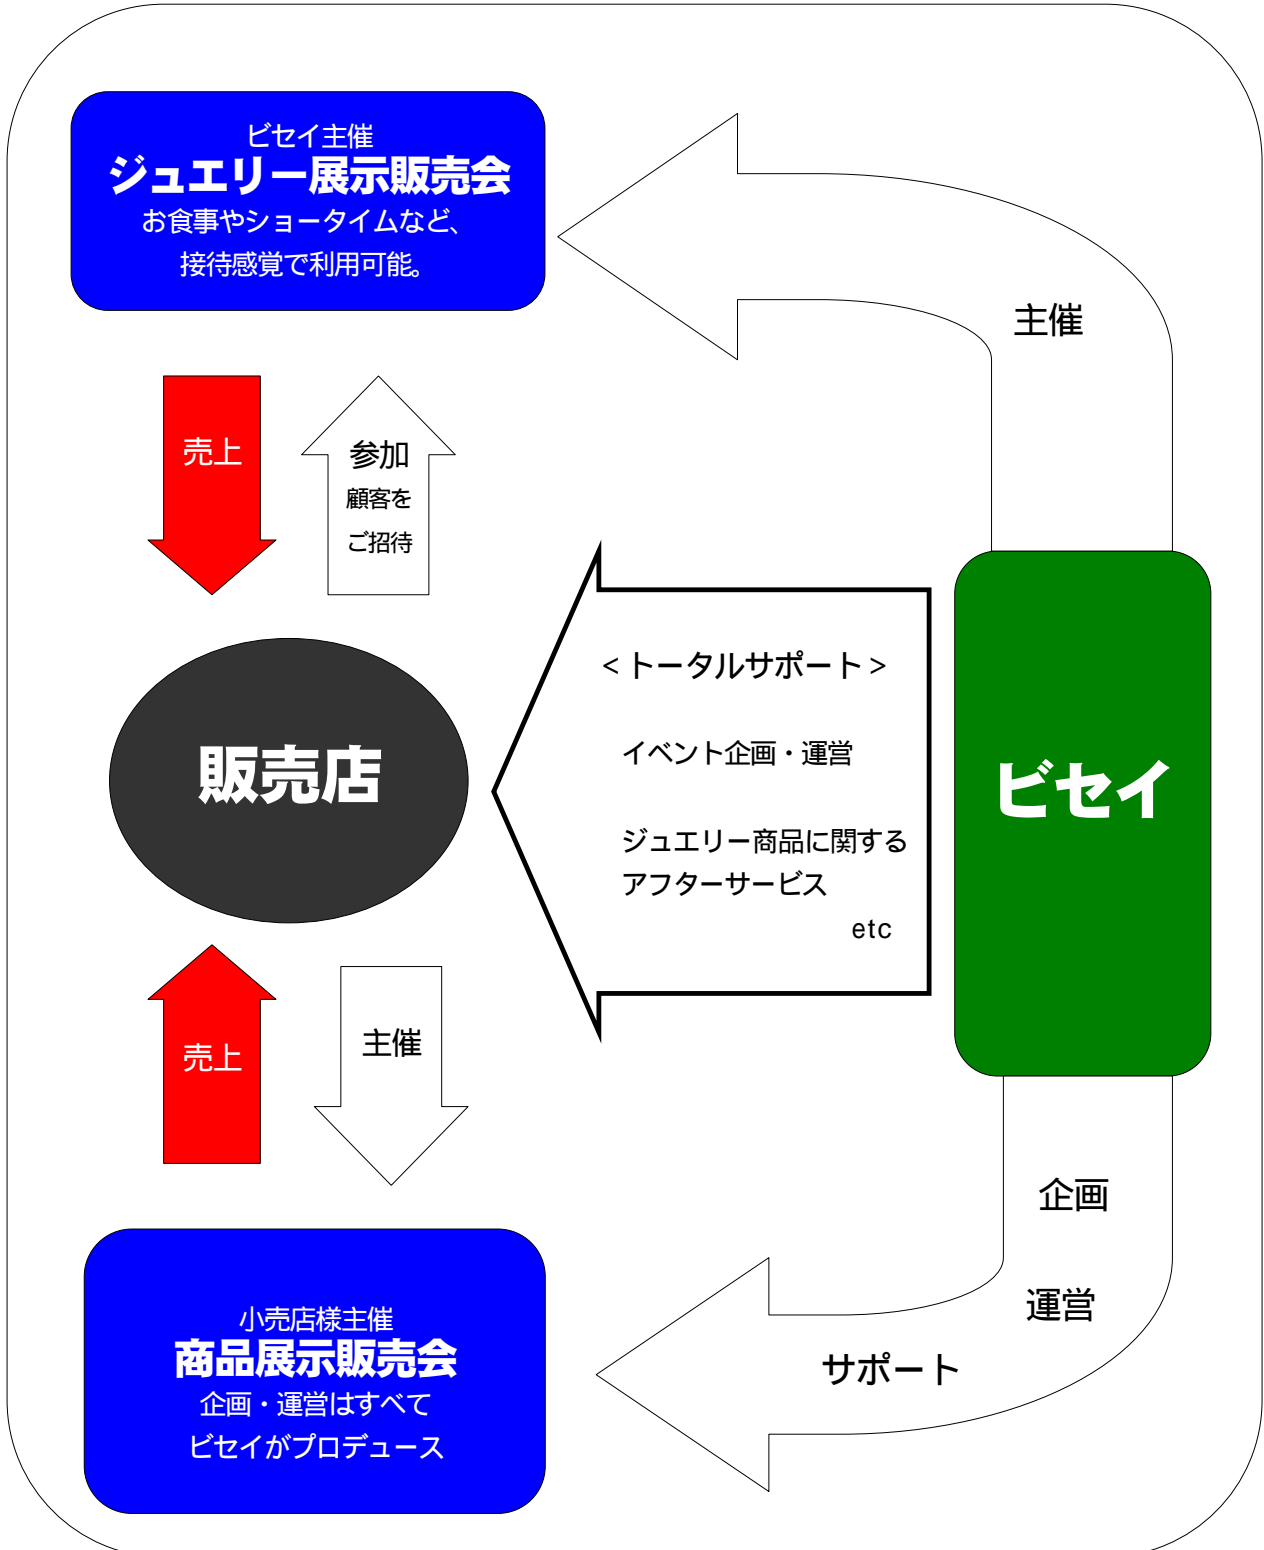 ビセイ主催
ジュエリー展示販売会
お食事やショータイムなど、
接待感覚で利用可能。
主催
売上
参加
顧客を
ご招待
<トータルサポート>
イベント企画・運営
ジュエリー商品に関する
アフターサービス
etc
販売店
ビセイ
売上
主催
企画
運営
サポート
小売店様主催
商品展示販売会
企画・運営はすべて
ビセイがプロデュース